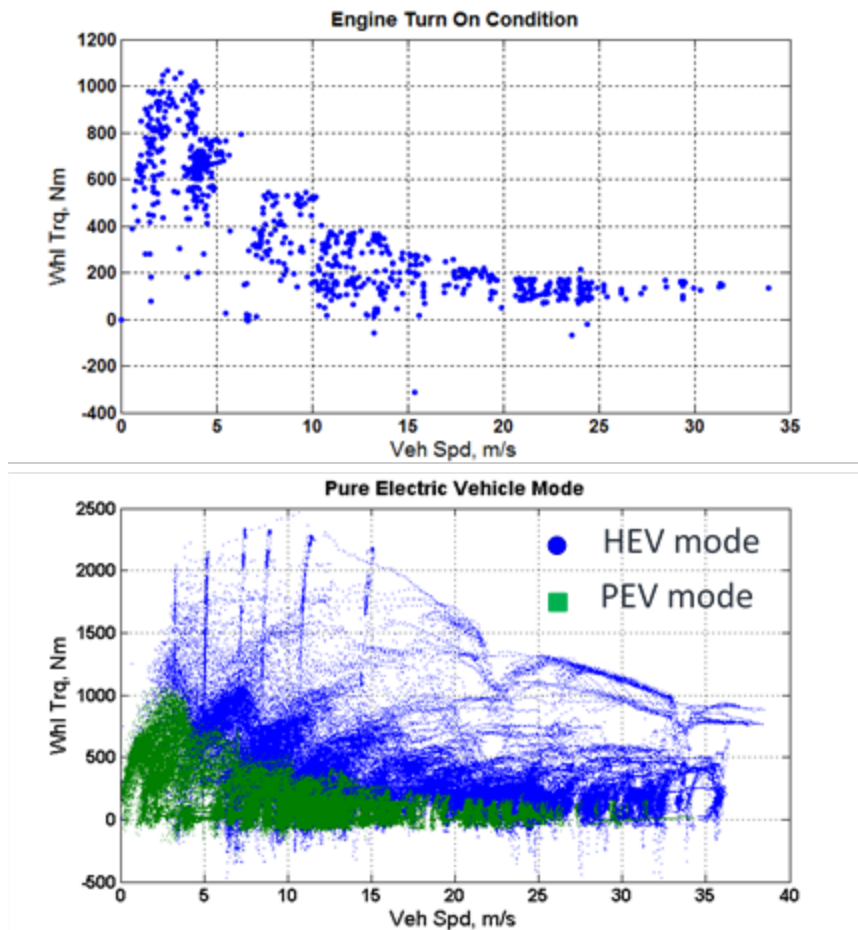 Engine Turn On Condition
1200
1000
800
600
400
200
0
-200
-400
Whl Trq, Nm
0 5 10 15 20 25 30 35
Veh Spd, m/s
Pure Electric Vehicle Mode
2500
2000
1500
1000
500
0
-500
Whl Trq, Nm
HEV mode
PEV mode
0 5 10 15 20 25 30 35 40
Veh Spd, m/s